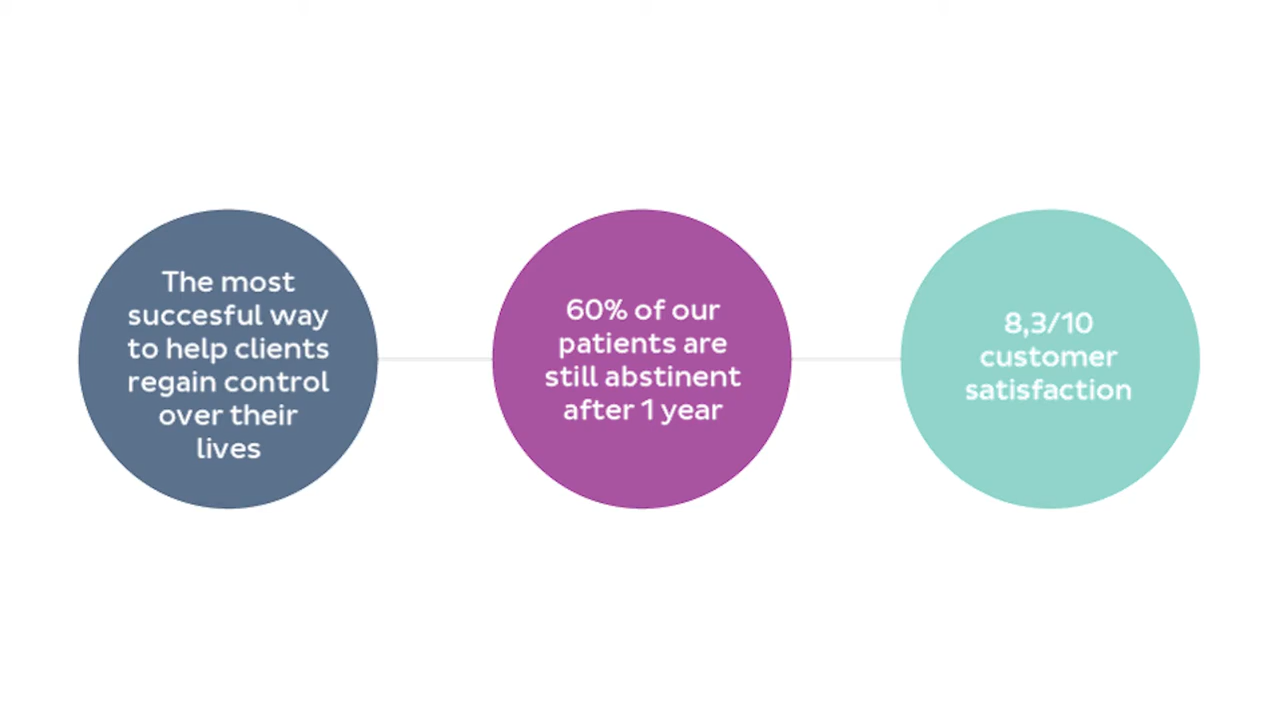 The most
succesful way
to help clients
regain control
over their
lives
60% of our
patients are
still abstinent
after 1 year
8,3/10
customer
satisfaction